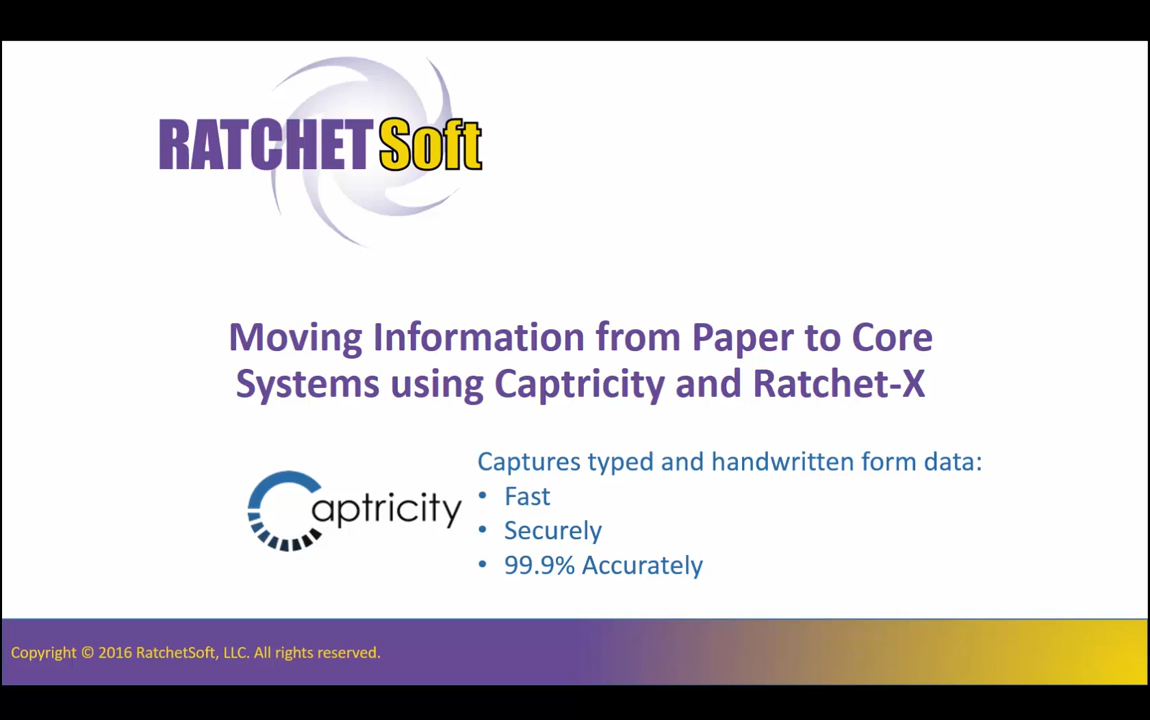 RATCHETSoft
Moving Information from Paper to Core
Systems using Captricity and Ratchet-X
Captricity
Captures typed and handwritten form data:
• Fast
• Securely
• 99.9% Accurately
Copyright © 2016 RatchetSoft, LLC. All rights reserved.